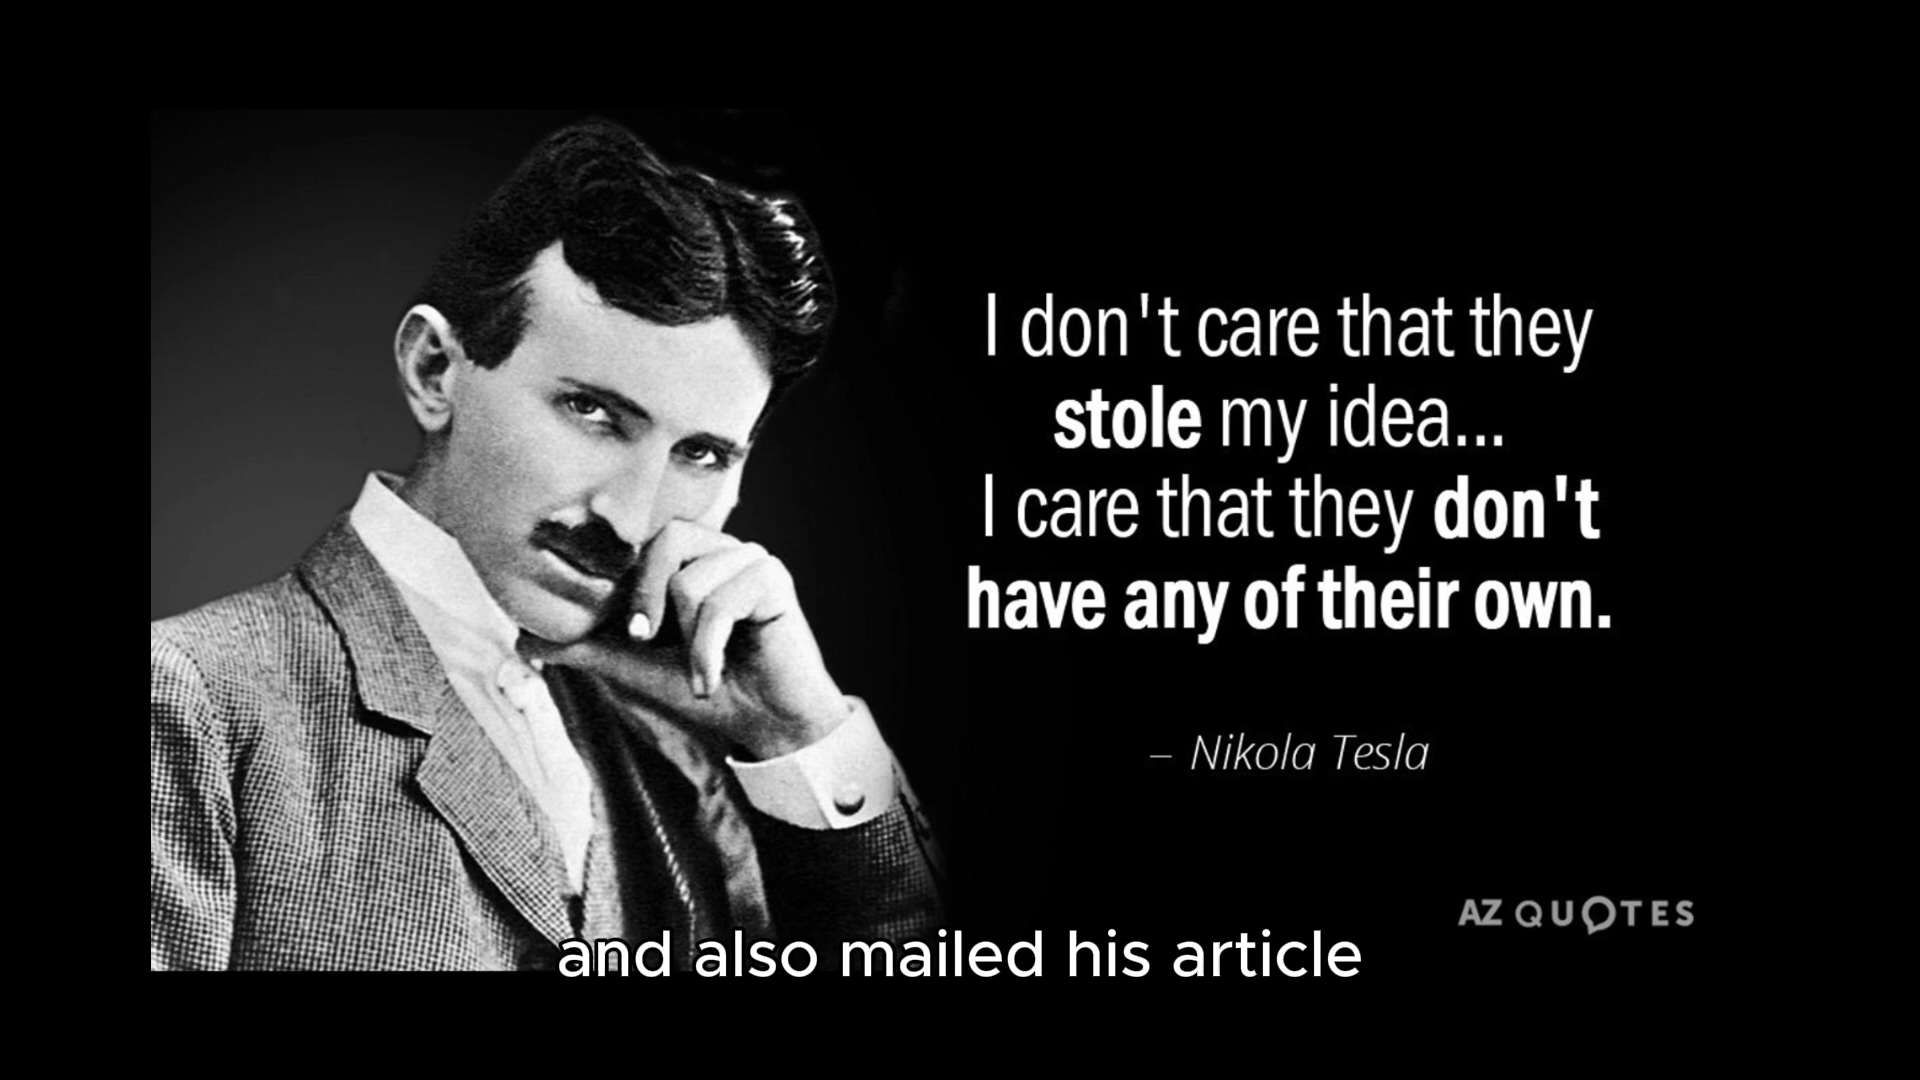 I don't care that they
stole my idea...
I care that they don't
have any of their own.
– Nikola Tesla
AZ QUOTES
and also mailed his article